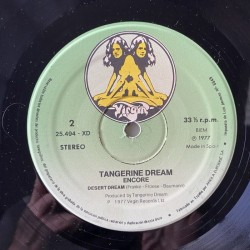 Virgin
2
25.404 - XD
STEREO
33 ⅓ r.p.m.
BIEM
Ⓟ 1977
Made in Spain
TANGERINE DREAM
ENCORE
DESERT DREAM (Froese - Franke - Baumann)
Produced by Tangerine Dream
Ⓟ 1977 Virgin Records Ltd.